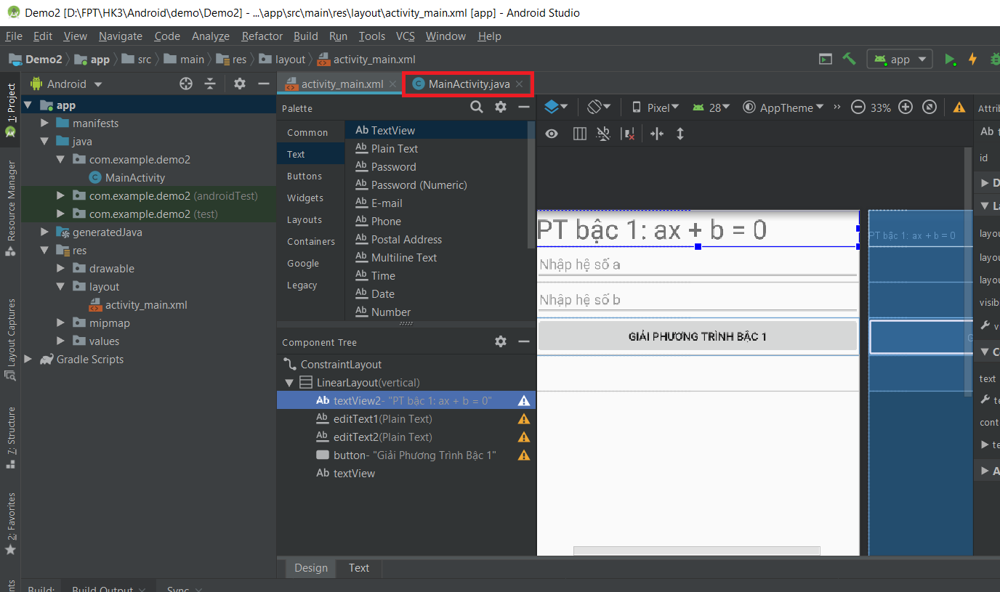 Demo2 [D:\FPT\HK3\Android\demo\Demo2] - ...\app\src\main\res\layout\activity_main.xml [app] - Android Studio
File Edit View Navigate Code Analyze Refactor Build Run Tools VCS Window Help
Demo2 app src main res layout activity_main.xml app
Android
activity_main.xml
MainActivity.java
1: Project
Resource Manager
Layout Captures
7: Structure
2: Favorites
app
manifests
java
com.example.demo2
MainActivity
com.example.demo2 (androidTest)
com.example.demo2 (test)
generatedJava
res
drawable
layout
activity_main.xml
mipmap
values
Gradle Scripts
Palette
Common
Text
Buttons
Widgets
Layouts
Containers
Google
Legacy
Ab TextView
Ab Plain Text
Ab Password
Ab Password (Numeric)
Ab E-mail
Ab Phone
Ab Postal Address
Ab Multiline Text
Ab Time
Ab Date
Ab Number
Component Tree
ConstraintLayout
LinearLayout(vertical)
Ab textView2- "PT bậc 1: ax + b = 0"
Ab editText1(Plain Text)
Ab editText2(Plain Text)
button- "Giải Phương Trình Bậc 1"
Ab textView
Pixel 28 AppTheme » 33%
PT bậc 1: ax + b = 0
Nhập hệ số a
Nhập hệ số b
GIẢI PHƯƠNG TRÌNH BẬC 1
PT bậc 1: ax + b = 0
G
Attri
Ab
id
D
La
layou
layou
layou
visib
v
Co
text
te
cont
te
A
Design Text
Build: Build Output Sync